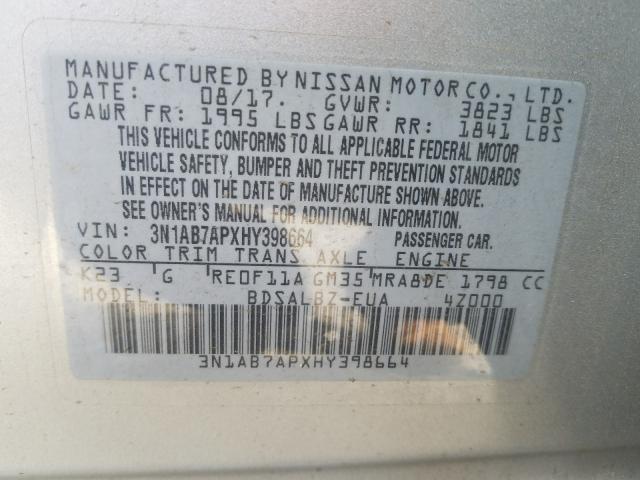 MANUFACTURED BY NISSAN MOTOR CO., LTD.
DATE: 08/17. GVWR: 3823 LBS
GAWR FR: 1995 LBS GAWR RR: 1841 LBS
THIS VEHICLE CONFORMS TO ALL APPLICABLE FEDERAL MOTOR
VEHICLE SAFETY, BUMPER AND THEFT PREVENTION STANDARDS
IN EFFECT ON THE DATE OF MANUFACTURE SHOWN ABOVE.
SEE OWNER'S MANUAL FOR ADDITIONAL INFORMATION.
VIN: 3N1AB7APXHY398664 PASSENGER CAR.
COLOR TRIM TRANS AXLE ENGINE
K23 G RE0F11A GM35 MRA8DE 1798 CC
MODEL: BDSALBZ-EUA 4Z000
3N1AB7APXHY398664